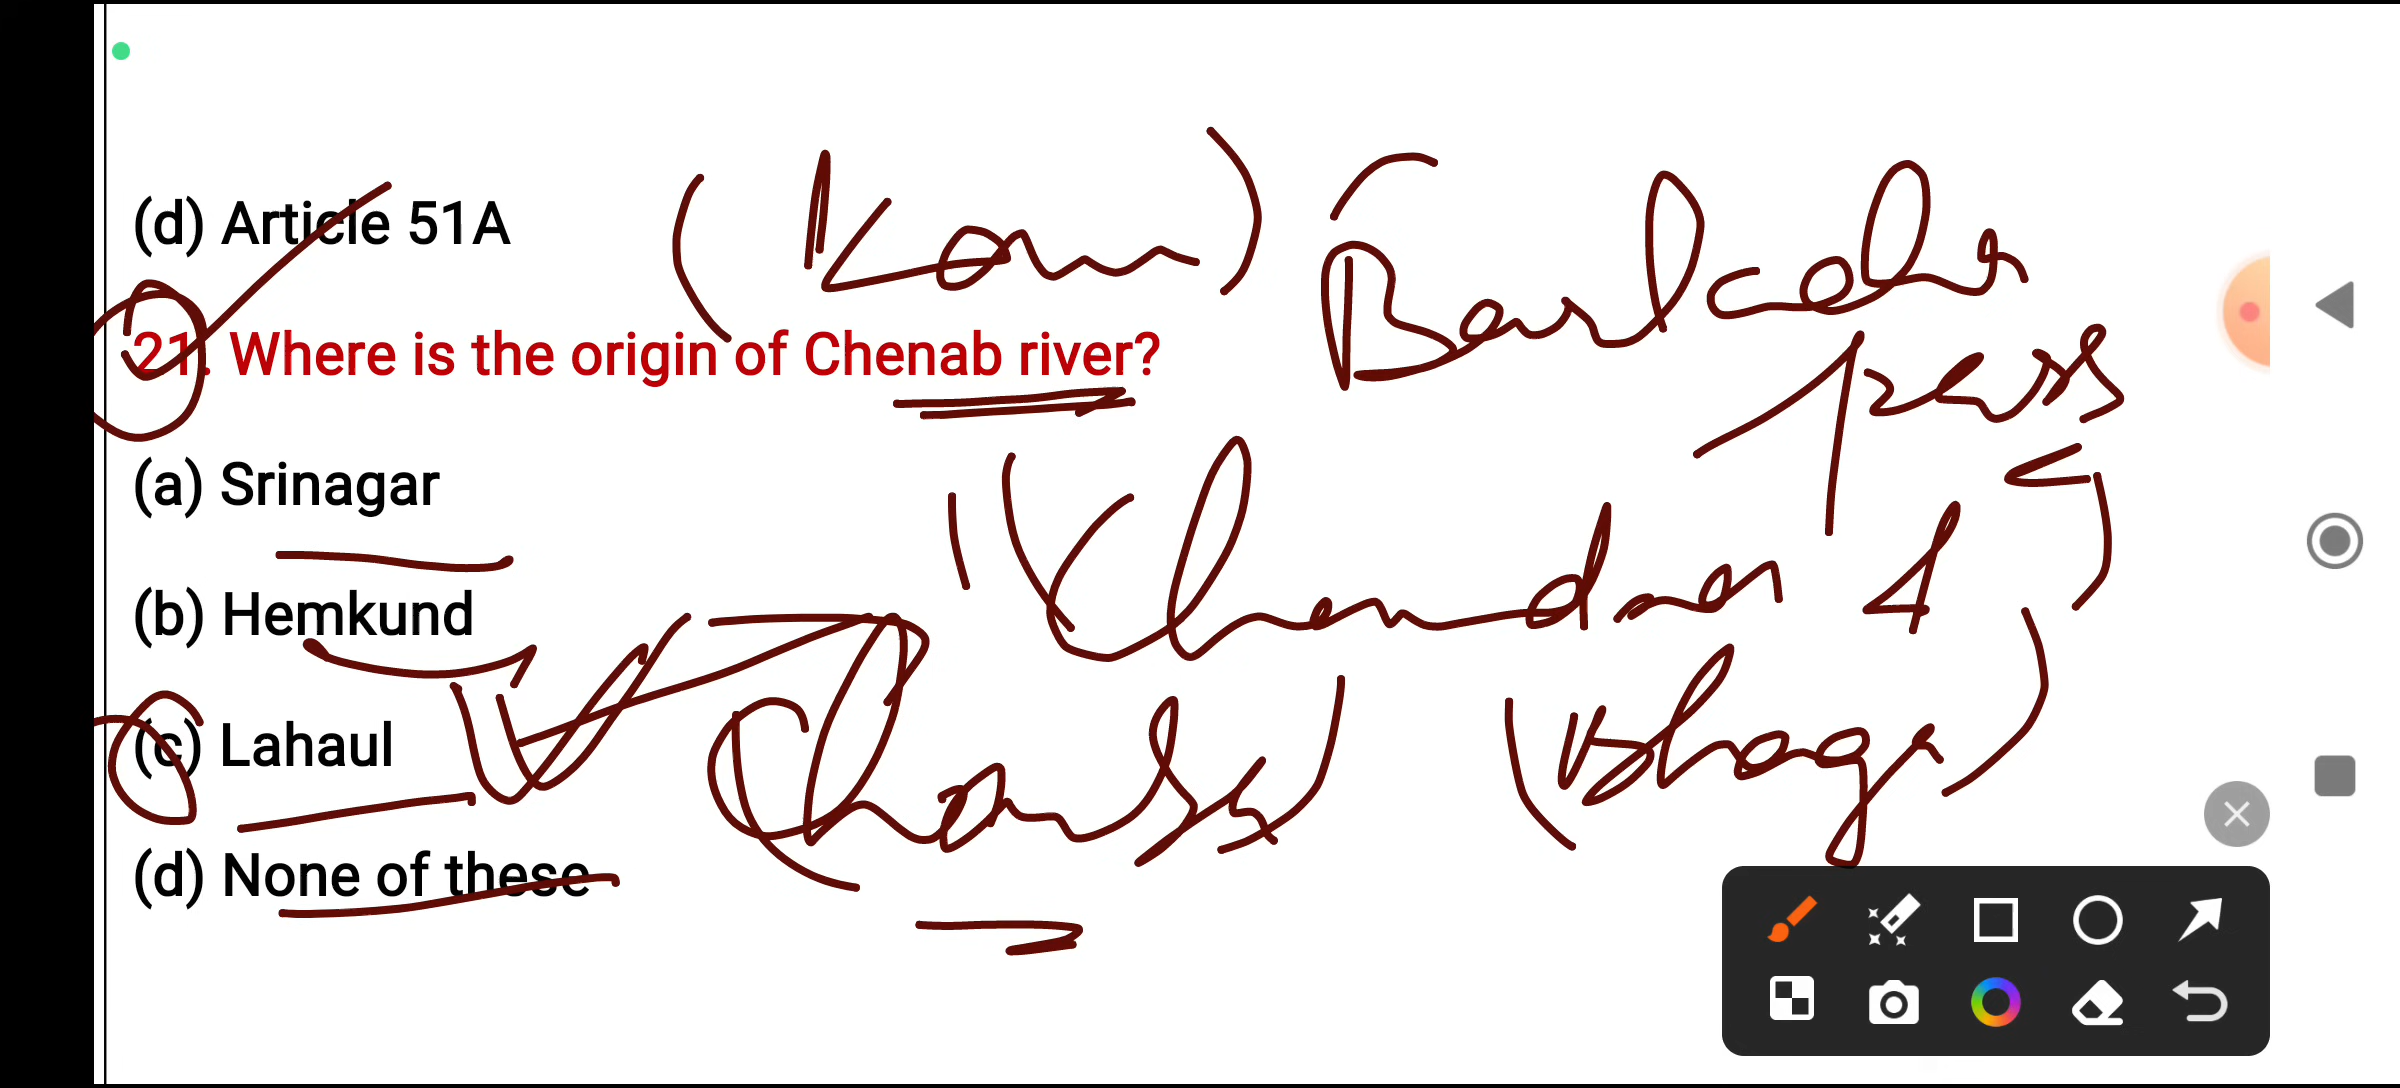 (d) Article 51A
21. Where is the origin of Chenab river?
(a) Srinagar
(b) Hemkund
(c) Lahaul
(d) None of these
pass
Chandra &
Bhaga